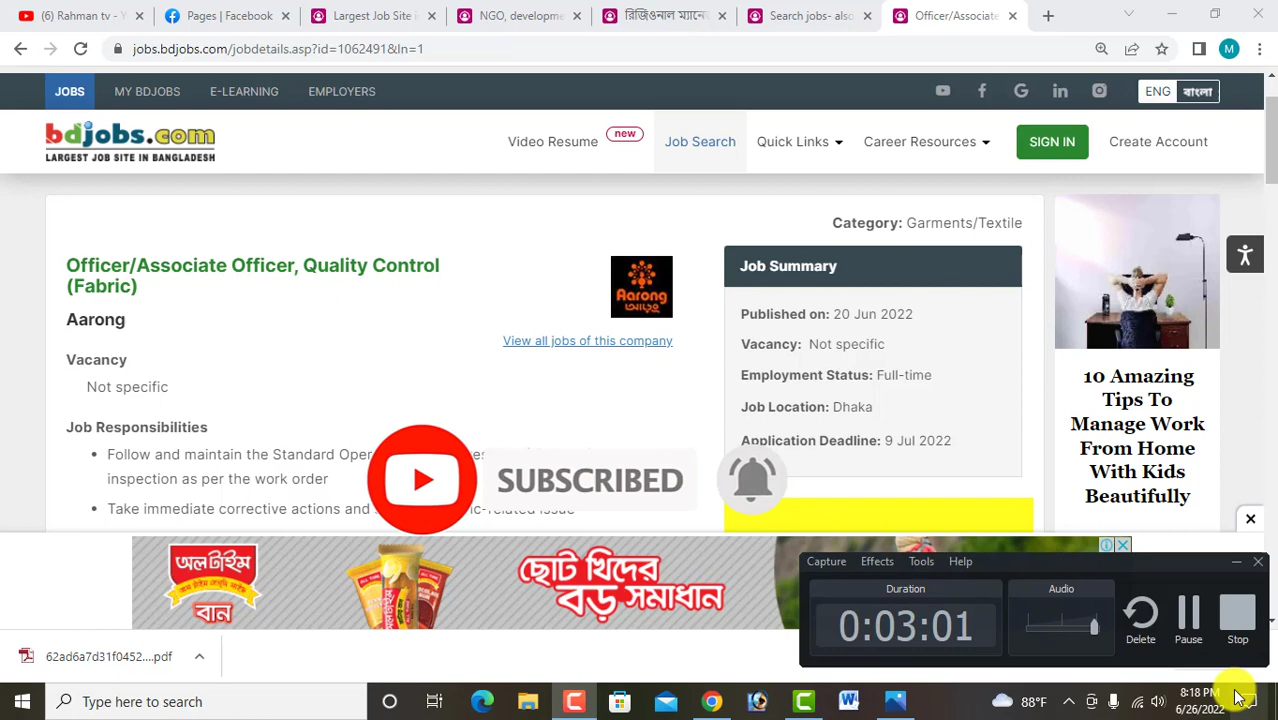 (6) Rahman tv - Y
Pages | Facebook
Largest Job Site i
NGO, developme
রিজিওনাল ম্যানে
Search jobs- also
Officer/Associate
jobs.bdjobs.com/jobdetails.asp?id=1062491&ln=1
M
JOBS
MY BDJOBS
E-LEARNING
EMPLOYERS
ENG
বাংলা
bdjobs.com
LARGEST JOB SITE IN BANGLADESH
Video Resume
new
Job Search
Quick Links
Career Resources
SIGN IN
Create Account
Category: Garments/Textile
Officer/Associate Officer, Quality Control
(Fabric)
Aarong
আড়ং
Aarong
View all jobs of this company
Vacancy
Not specific
Job Responsibilities
Follow and maintain the Standard Oper
inspection as per the work order
Take immediate corrective actions and
ic-related issue
SUBSCRIBED
Job Summary
Published on: 20 Jun 2022
Vacancy: Not specific
Employment Status: Full-time
Job Location: Dhaka
Application Deadline: 9 Jul 2022
10 Amazing
Tips To
Manage Work
From Home
With Kids
Beautifully
অল টাইম
বান
ছোট খিদের
বড় সমাধান
Capture
Effects
Tools
Help
Duration
0:03:01
Audio
Delete
Pause
Stop
62ad6a7d31f0452....pdf
Type here to search
88°F
8:18 PM
6/26/2022